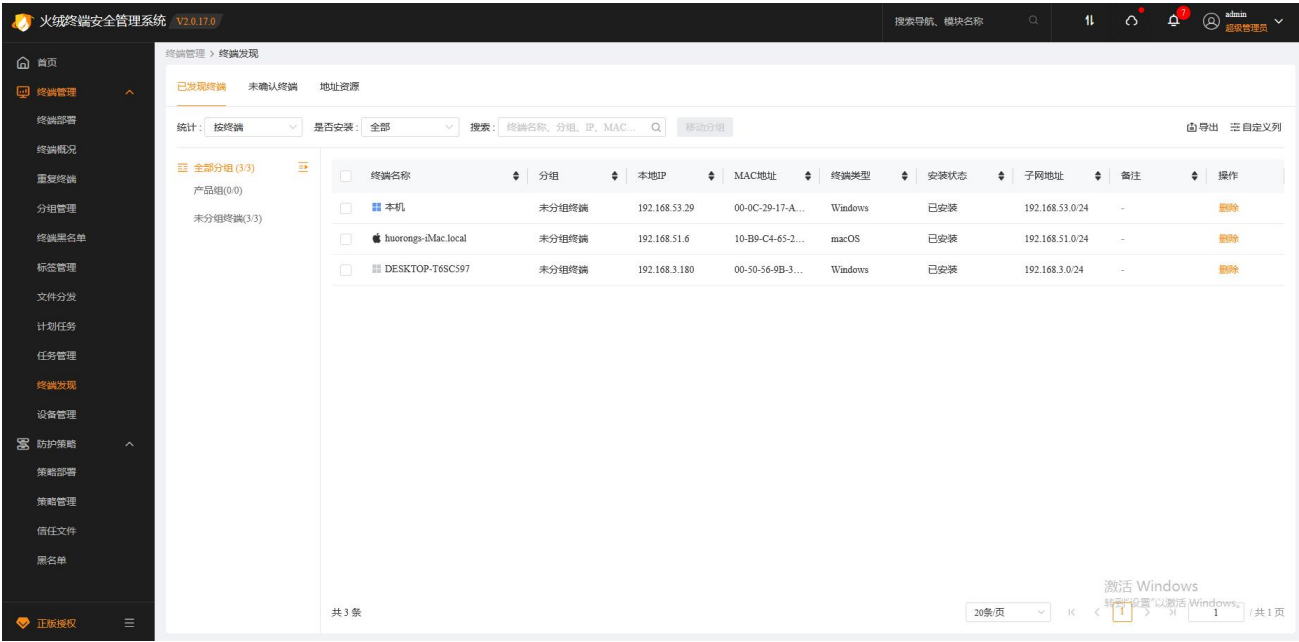 火绒终端安全管理系统 V2.0.17.0 搜索导航、模块名称 7 admin
超级管理员
首页
终端管理
终端部署
终端概况
重复终端
分组管理
终端黑名单
标签管理
文件分发
计划任务
任务管理
终端发现
设备管理
防护策略
策略部署
策略管理
信任文件
黑名单
正版授权
终端管理 > 终端发现
已发现终端 未确认终端 地址资源
统计: 按终端 是否安装: 全部 搜索: 终端名称、分组、IP、MAC... 移动分组 导出 自定义列
全部分组 (3/3)
产品组(0/0)
未分组终端(3/3)
终端名称 分组 本地IP MAC地址 终端类型 安装状态 子网地址 备注 操作
本机 未分组终端 192.168.53.29 00-0C-29-17-A... Windows 已安装 192.168.53.0/24 - 删除
huorongs-iMac.local 未分组终端 192.168.51.6 10-B9-C4-65-2... macOS 已安装 192.168.51.0/24 - 删除
DESKTOP-T6SC597 未分组终端 192.168.3.180 00-50-56-9B-3... Windows 已安装 192.168.3.0/24 - 删除
激活 Windows
转到"设置"以激活 Windows。
共 3 条 20条/页 1 1 / 共 1 页